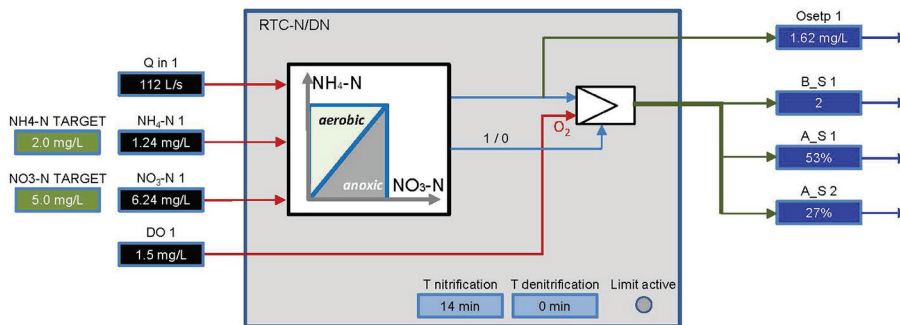 RTC-N/DN
Osetp 1
1.62 mg/L
Q in 1
112 L/s
NH₄-N
B_S 1
2
NH4-N TARGET
2.0 mg/L
NH₄-N 1
1.24 mg/L
aerobic
O₂
1 / 0
A_S 1
53%
NO3-N TARGET
5.0 mg/L
NO₃-N 1
6.24 mg/L
anoxic
NO₃-N
A_S 2
27%
DO 1
1.5 mg/L
T nitrification
14 min
T denitrification
0 min
Limit active